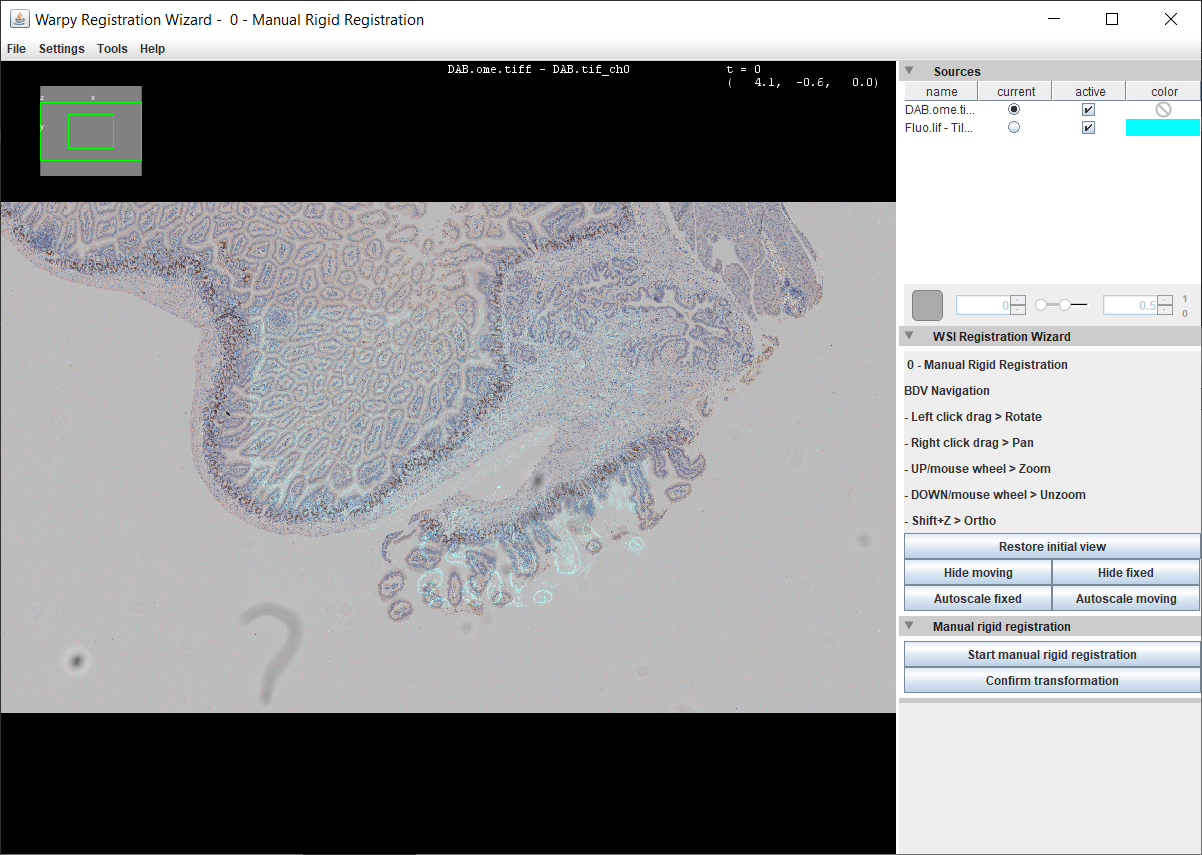 Warpy Registration Wizard - 0 - Manual Rigid Registration
File Settings Tools Help
DAB.ome.tiff - DAB.tif_ch0 t = 0
( 4.1, -0.6, 0.0)
z x
y
Sources
name current active color
DAB.ome.ti...
Fluo.lif - Til...
0 0.5 1
0
WSI Registration Wizard
0 - Manual Rigid Registration
BDV Navigation
- Left click drag > Rotate
- Right click drag > Pan
- UP/mouse wheel > Zoom
- DOWN/mouse wheel > Unzoom
- Shift+Z > Ortho
Restore initial view
Hide moving Hide fixed
Autoscale fixed Autoscale moving
Manual rigid registration
Start manual rigid registration
Confirm transformation